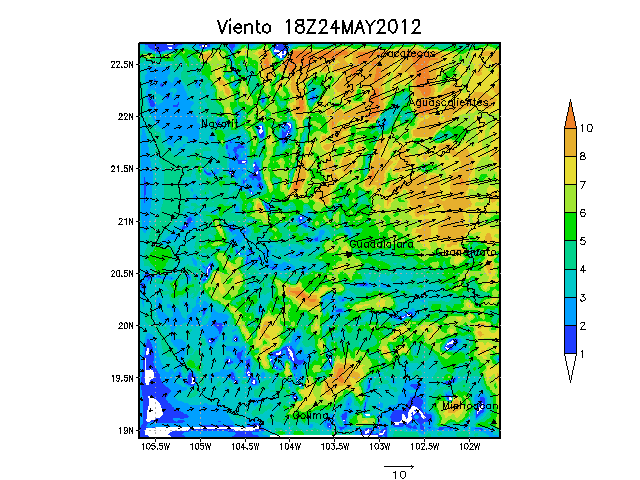 Viento 18Z24MAY2012
Zacatecas
22.5N
Aguascalientes
22N
Nayarit
21.5N
21N
Guadalajara
Guanajuato
20.5N
20N
19.5N
Michoacan
Colima
19N
105.5W 105W 104.5W 104W 103.5W 103W 102.5W 102W
10
8
7
6
5
4
3
2
1
10